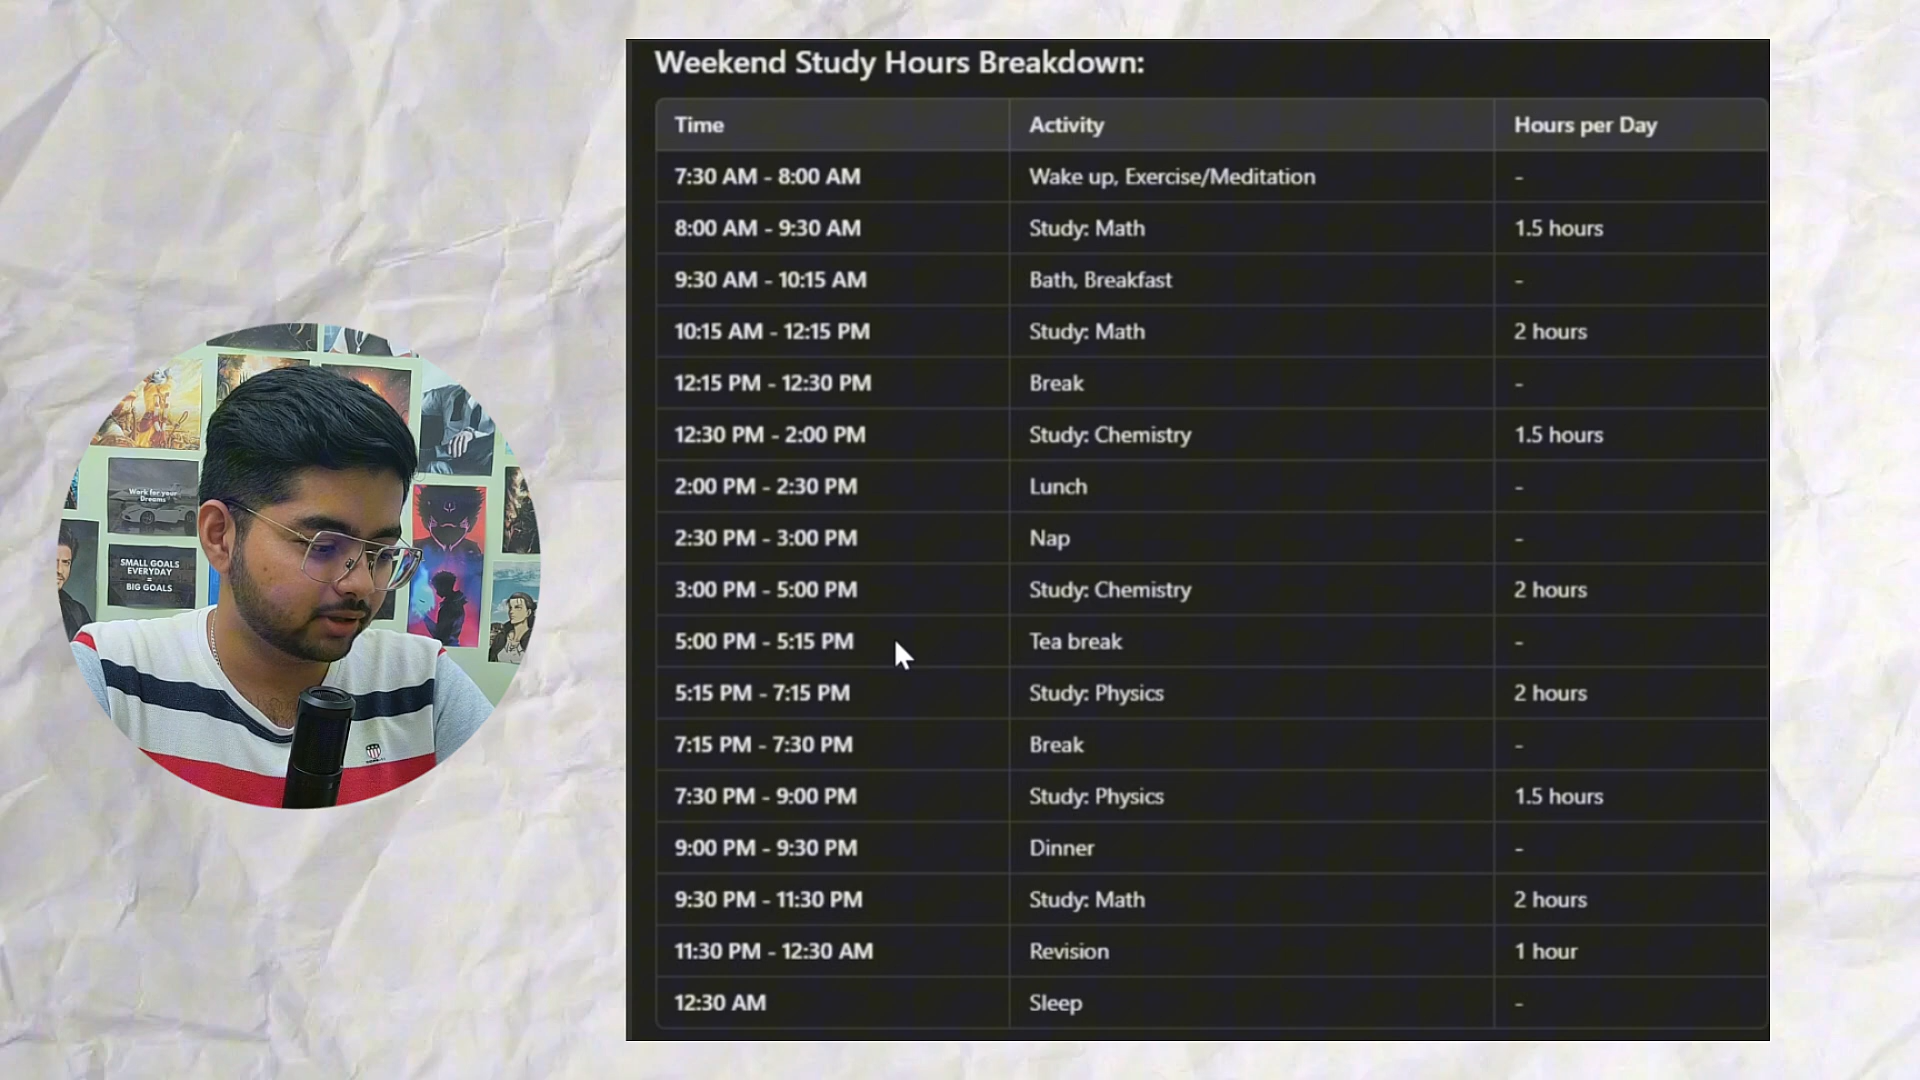 Weekend Study Hours Breakdown:
Time Activity Hours per Day
7:30 AM - 8:00 AM Wake up, Exercise/Meditation -
8:00 AM - 9:30 AM Study: Math 1.5 hours
9:30 AM - 10:15 AM Bath, Breakfast -
10:15 AM - 12:15 PM Study: Math 2 hours
12:15 PM - 12:30 PM Break -
12:30 PM - 2:00 PM Study: Chemistry 1.5 hours
2:00 PM - 2:30 PM Lunch -
2:30 PM - 3:00 PM Nap -
3:00 PM - 5:00 PM Study: Chemistry 2 hours
5:00 PM - 5:15 PM Tea break -
5:15 PM - 7:15 PM Study: Physics 2 hours
7:15 PM - 7:30 PM Break -
7:30 PM - 9:00 PM Study: Physics 1.5 hours
9:00 PM - 9:30 PM Dinner -
9:30 PM - 11:30 PM Study: Math 2 hours
11:30 PM - 12:30 AM Revision 1 hour
12:30 AM Sleep -
Work for your
Dreams
SMALL GOALS
EVERYDAY
=
BIG GOALS